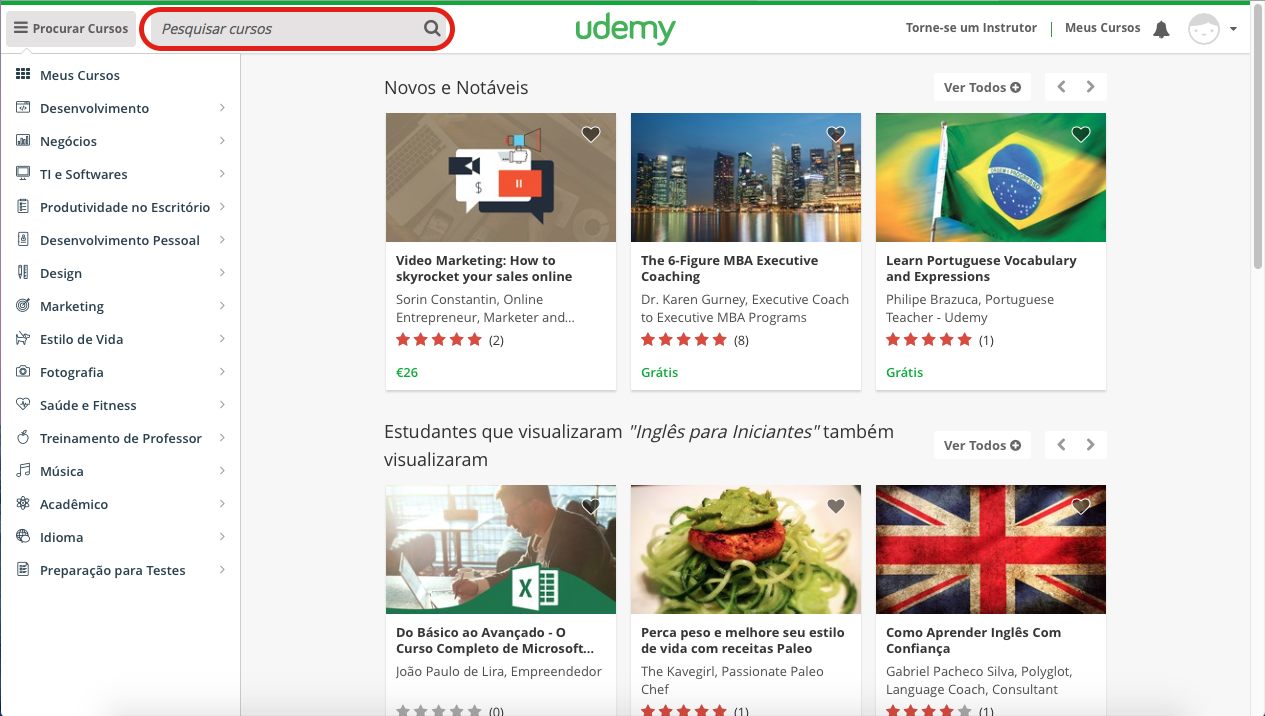 Procurar Cursos
Pesquisar cursos
udemy
Torne-se um Instrutor
Meus Cursos
Meus Cursos
Desenvolvimento
Negócios
TI e Softwares
Produtividade no Escritório
Desenvolvimento Pessoal
Design
Marketing
Estilo de Vida
Fotografia
Saúde e Fitness
Treinamento de Professor
Música
Acadêmico
Idioma
Preparação para Testes
Novos e Notáveis
Ver Todos
Video Marketing: How to
skyrocket your sales online
Sorin Constantin, Online
Entrepreneur, Marketer and...
(2)
€26
The 6-Figure MBA Executive
Coaching
Dr. Karen Gurney, Executive Coach
to Executive MBA Programs
(8)
Grátis
Learn Portuguese Vocabulary
and Expressions
Philipe Brazuca, Portuguese
Teacher - Udemy
(1)
Grátis
Estudantes que visualizaram "Inglês para Iniciantes" também
visualizaram
Ver Todos
Do Básico ao Avançado - O
Curso Completo de Microsoft...
João Paulo de Lira, Empreendedor
(0)
Perca peso e melhore seu estilo
de vida com receitas Paleo
The Kavegirl, Passionate Paleo
Chef
(1)
Como Aprender Inglês Com
Confiança
Gabriel Pacheco Silva, Polyglot,
Language Coach, Consultant
(1)